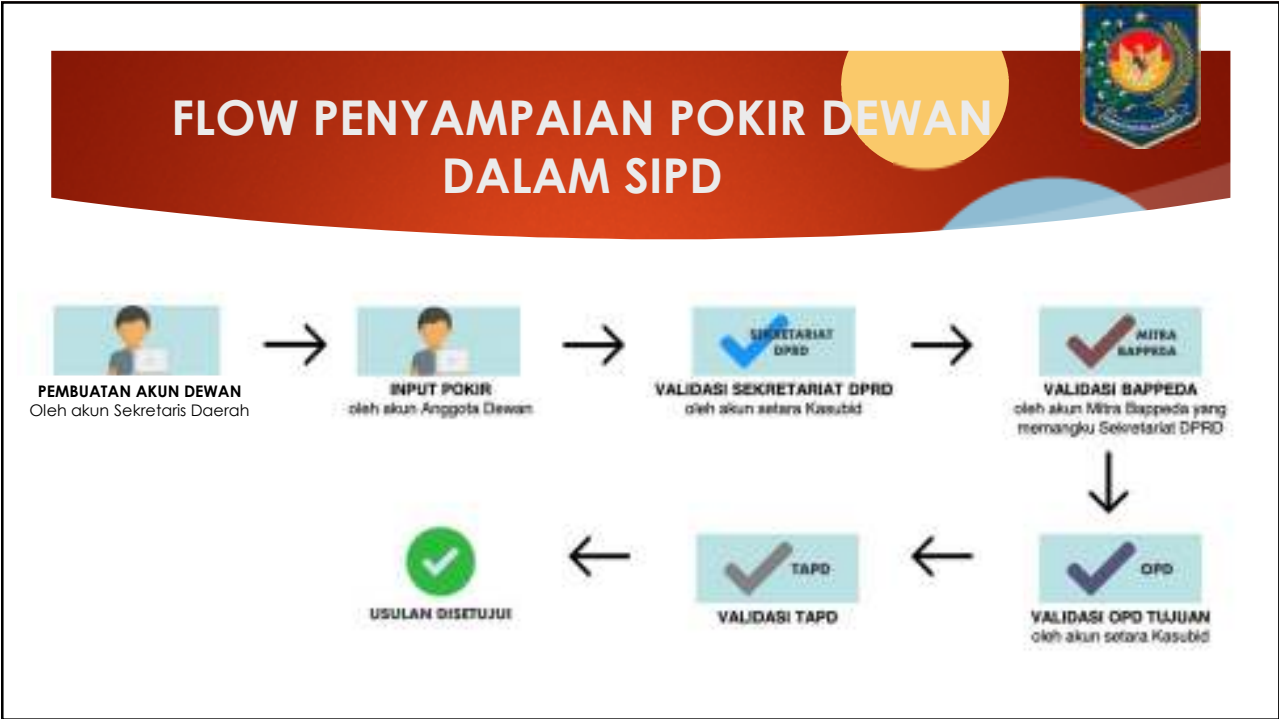 FLOW PENYAMPAIAN POKIR DEWAN
DALAM SIPD
PEMBUATAN AKUN DEWAN
Oleh akun Sekretaris Daerah
INPUT POKIR
oleh akun Anggota Dewan
SEKRETARIAT
DPRD
VALIDASI SEKRETARIAT DPRD
oleh akun setara Kasubid
MITRA
BAPPEDA
VALIDASI BAPPEDA
oleh akun Mitra Bappeda yang
memangku Sekretariat DPRD
OPD
VALIDASI OPD TUJUAN
oleh akun setara Kasubid
TAPD
VALIDASI TAPD
USULAN DISETUJUI